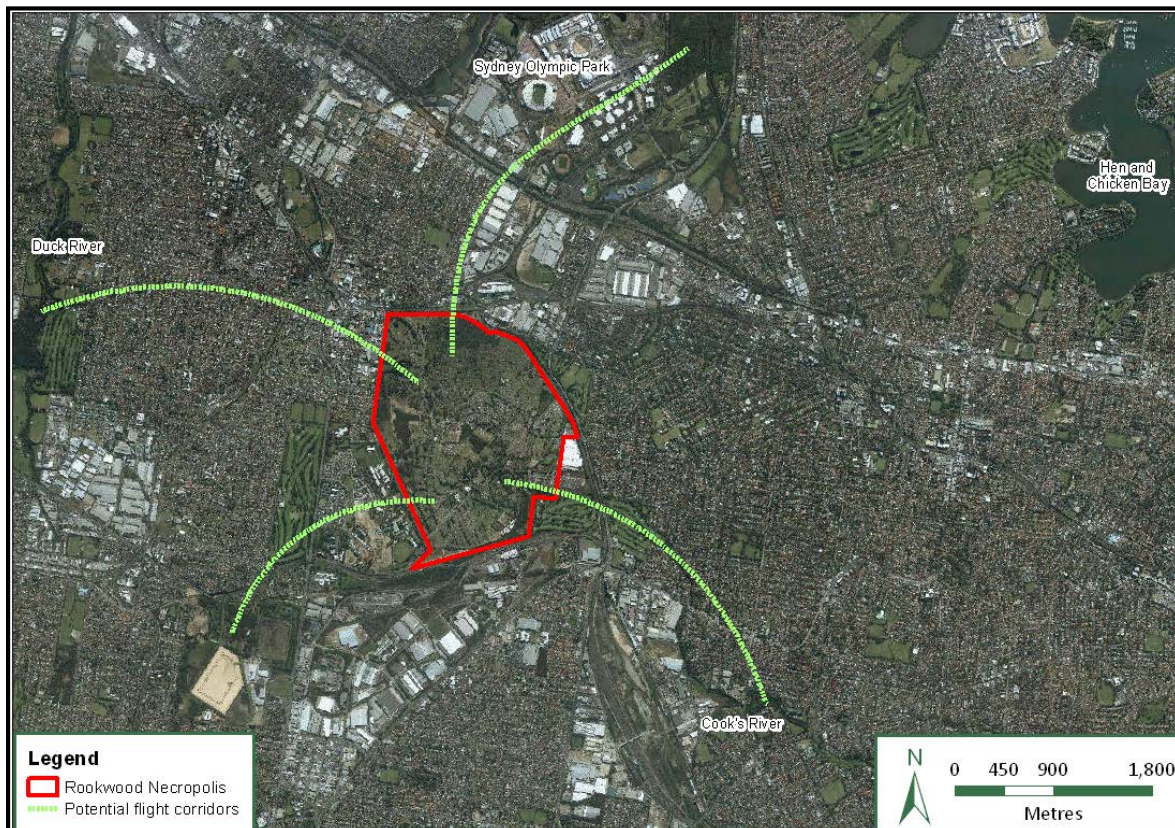 Sydney Olympic Park
Hen and
Chicken Bay
Duck River
Cook's River
Legend
Rookwood Necropolis
Potential flight corridors
N
0 450 900 1,800
Metres